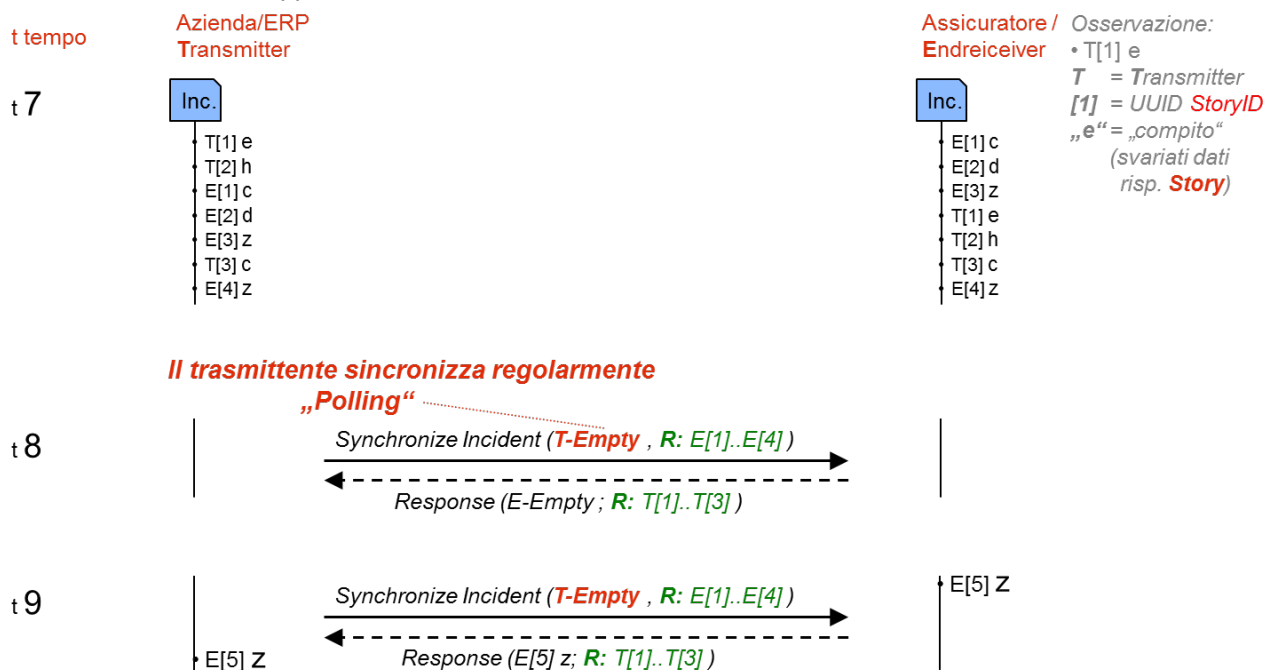 t tempo
Azienda/ERP
Transmitter
Assicuratore /
Endreiceiver
Osservazione:
• T[1] e
T = Transmitter
[1] = UUID StoryID
„e“ = „compito“
(svariati dati
risp. Story)
t 7
Inc.
T[1] e
T[2] h
E[1] c
E[2] d
E[3] z
T[3] c
E[4] z
Inc.
E[1] c
E[2] d
E[3] z
T[1] e
T[2] h
T[3] c
E[4] z
Il trasmittente sincronizza regolarmente
„Polling“
t 8
Synchronize Incident (T-Empty , R: E[1]..E[4] )
Response (E-Empty ; R: T[1]..T[3] )
t 9
Synchronize Incident (T-Empty , R: E[1]..E[4] )
E[5] z
Response (E[5] z; R: T[1]..T[3] )
E[5] z